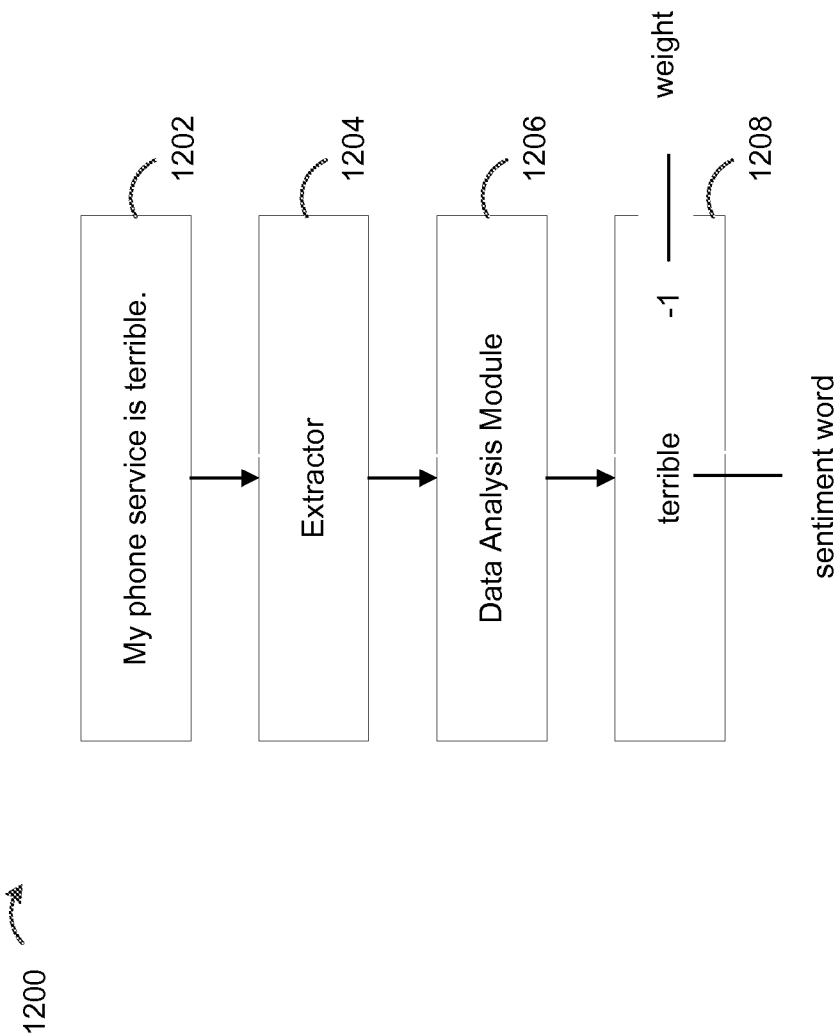 1200
My phone service is terrible.
1202
Extractor
1204
Data Analysis Module
1206
terrible -1
weight
1208
sentiment word